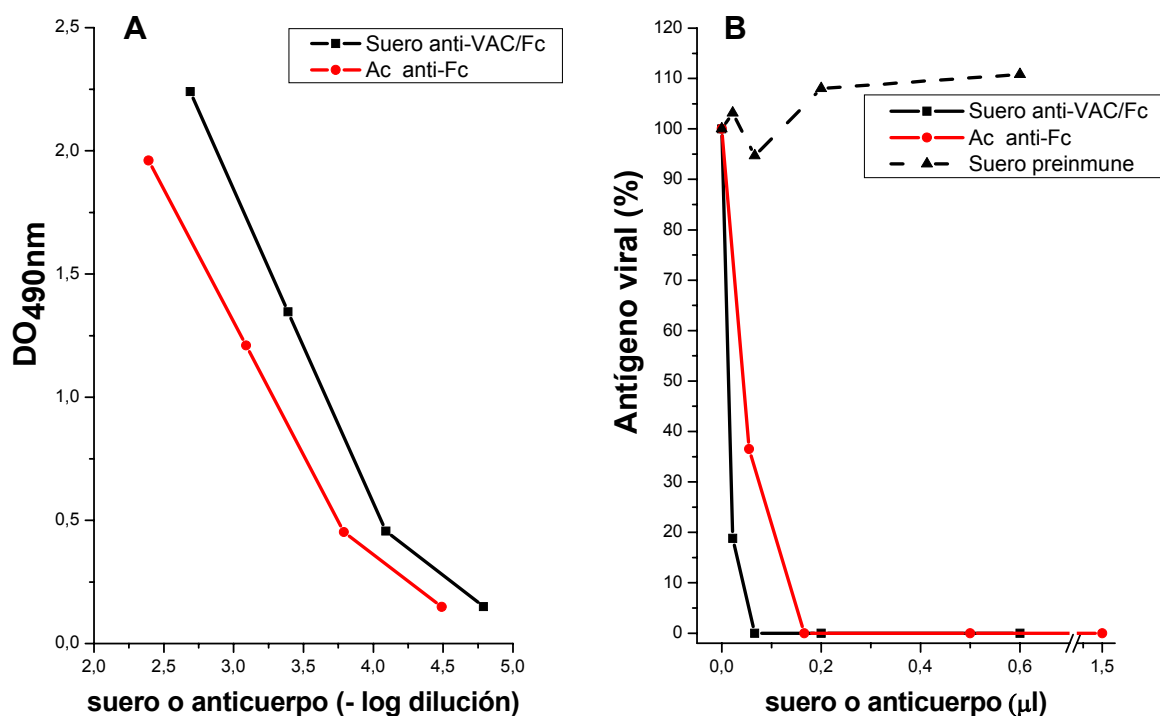 A
2,5
2,0
1,5
1,0
0,5
0,0
DO490nm
2,0 2,5 3,0 3,5 4,0 4,5 5,0
suero o anticuerpo (- log dilución)
Suero anti-VAC/Fc
Ac anti-Fc
B
120
110
100
90
80
70
60
50
40
30
20
10
0
Antígeno viral (%)
0,0 0,2 0,4 0,6 1,5
suero o anticuerpo (μl)
Suero anti-VAC/Fc
Ac anti-Fc
Suero preinmune